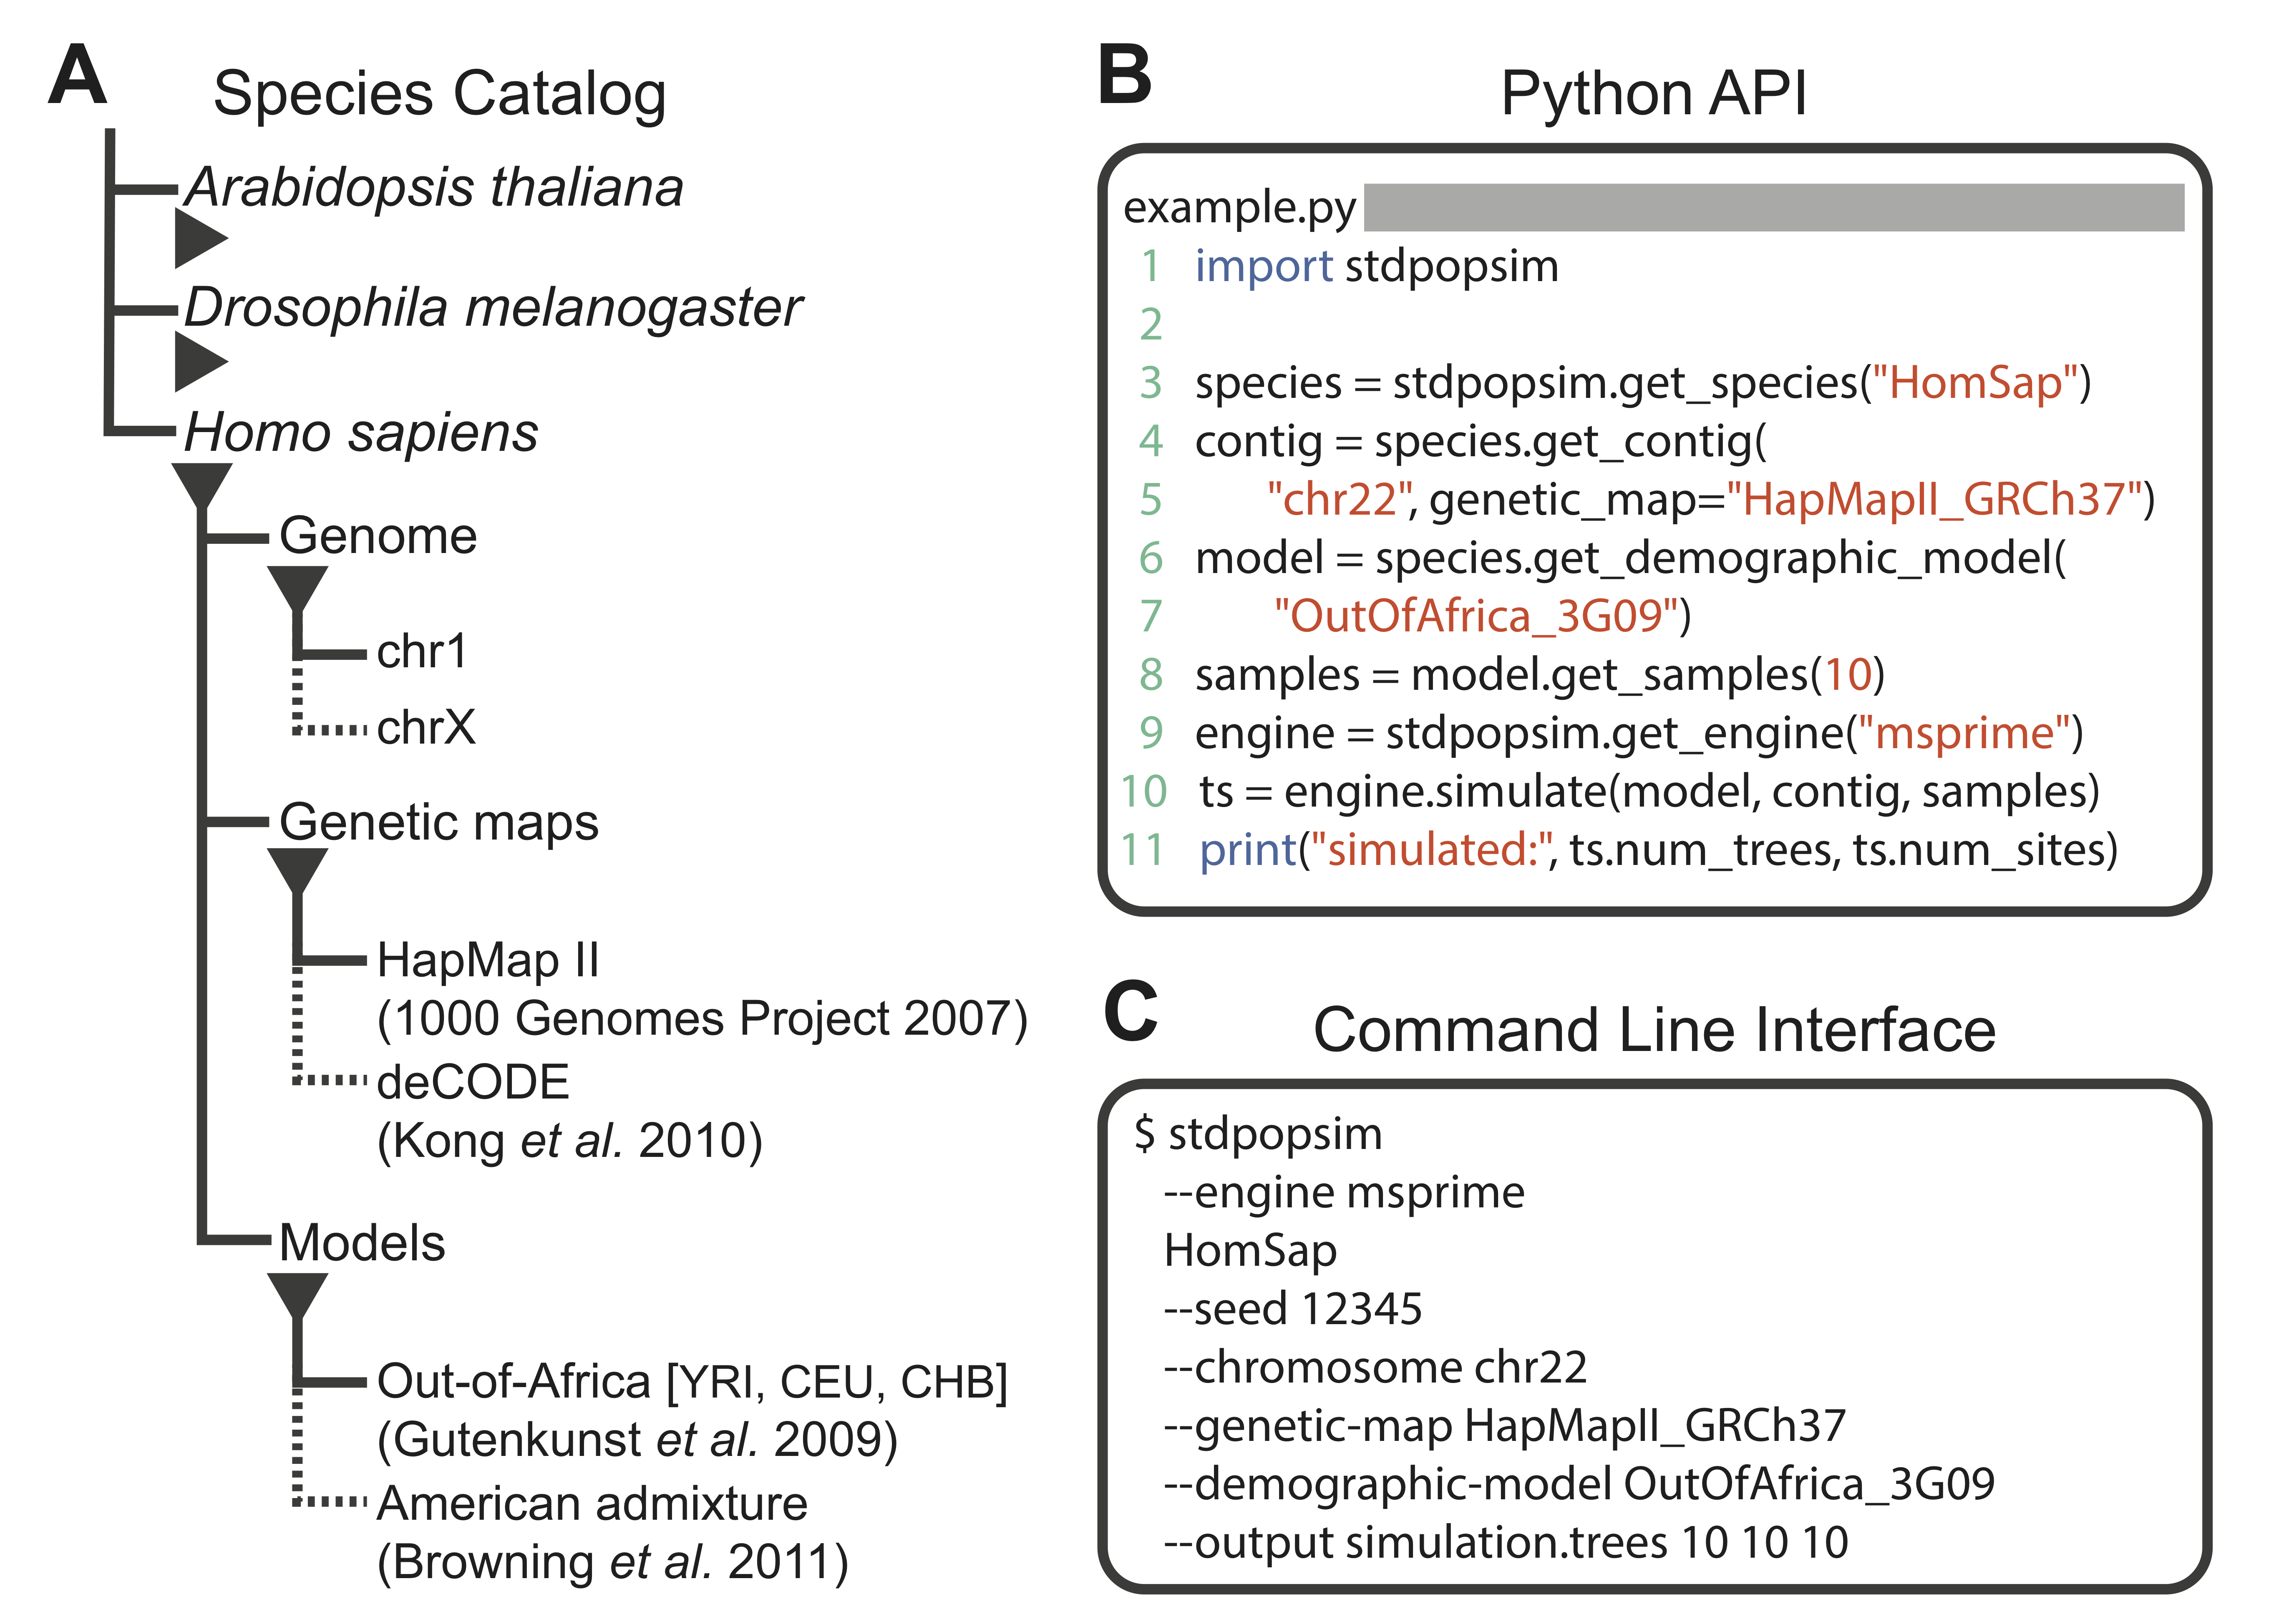 A
Species Catalog
Arabidopsis thaliana
Drosophila melanogaster
Homo sapiens
Genome
chr1
chrX
Genetic maps
HapMap II
(1000 Genomes Project 2007)
deCODE
(Kong et al. 2010)
Models
Out-of-Africa [YRI, CEU, CHB]
(Gutenkunst et al. 2009)
American admixture
(Browning et al. 2011)
B
Python API
example.py
1 import stdpopsim
2
3 species = stdpopsim.get_species("HomSap")
4 contig = species.get_contig(
5 "chr22", genetic_map="HapMapII_GRCh37")
6 model = species.get_demographic_model(
7 "OutOfAfrica_3G09")
8 samples = model.get_samples(10)
9 engine = stdpopsim.get_engine("msprime")
10 ts = engine.simulate(model, contig, samples)
11 print("simulated:", ts.num_trees, ts.num_sites)
C
Command Line Interface
$ stdpopsim
--engine msprime
HomSap
--seed 12345
--chromosome chr22
--genetic-map HapMapII_GRCh37
--demographic-model OutOfAfrica_3G09
--output simulation.trees 10 10 10